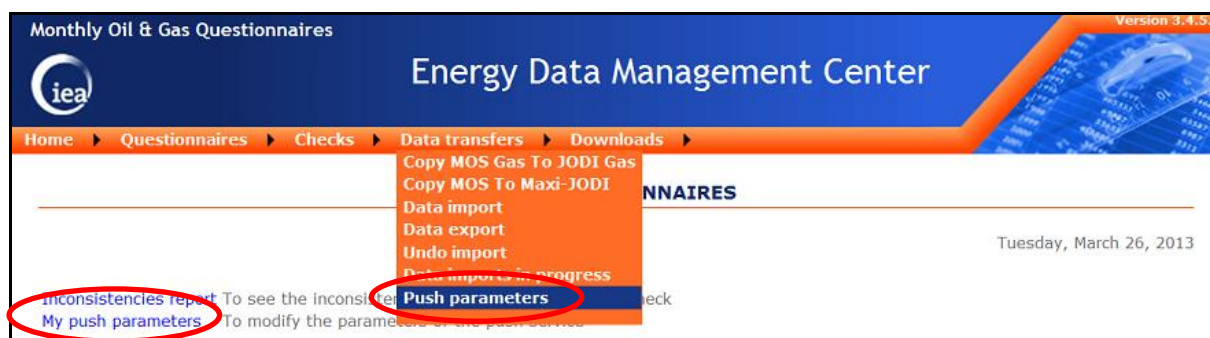 Version 3.4.5.
Monthly Oil & Gas Questionnaires
iea
Energy Data Management Center
Home Questionnaires Checks Data transfers Downloads
Copy MOS Gas To JODI Gas
Copy MOS To Maxi-JODI
NNAIRES
Data import
Data export
Tuesday, March 26, 2013
Undo import
Data imports in progress
Inconsistencies report To see the inconsister Push parameters heck
My push parameters To modify the parameters of the push service